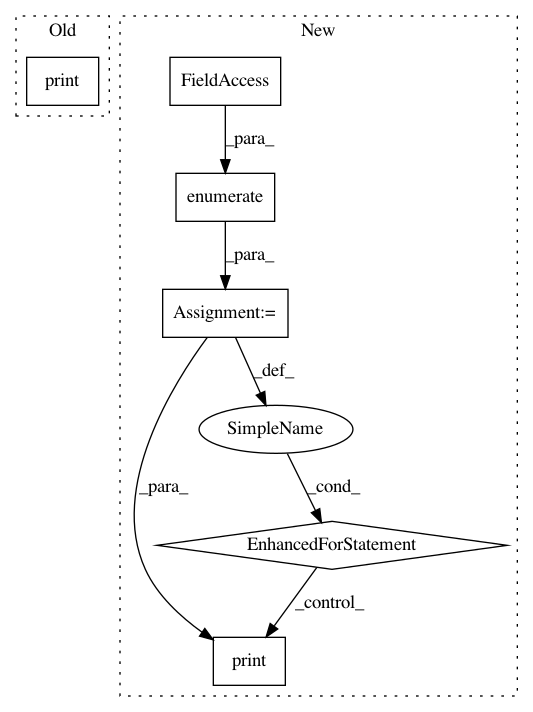 Old
New
print
FieldAccess
_para_
enumerate
_para_
Assignment:=
_def_
SimpleName
_para_
_cond_
EnhancedForStatement
_control_
print